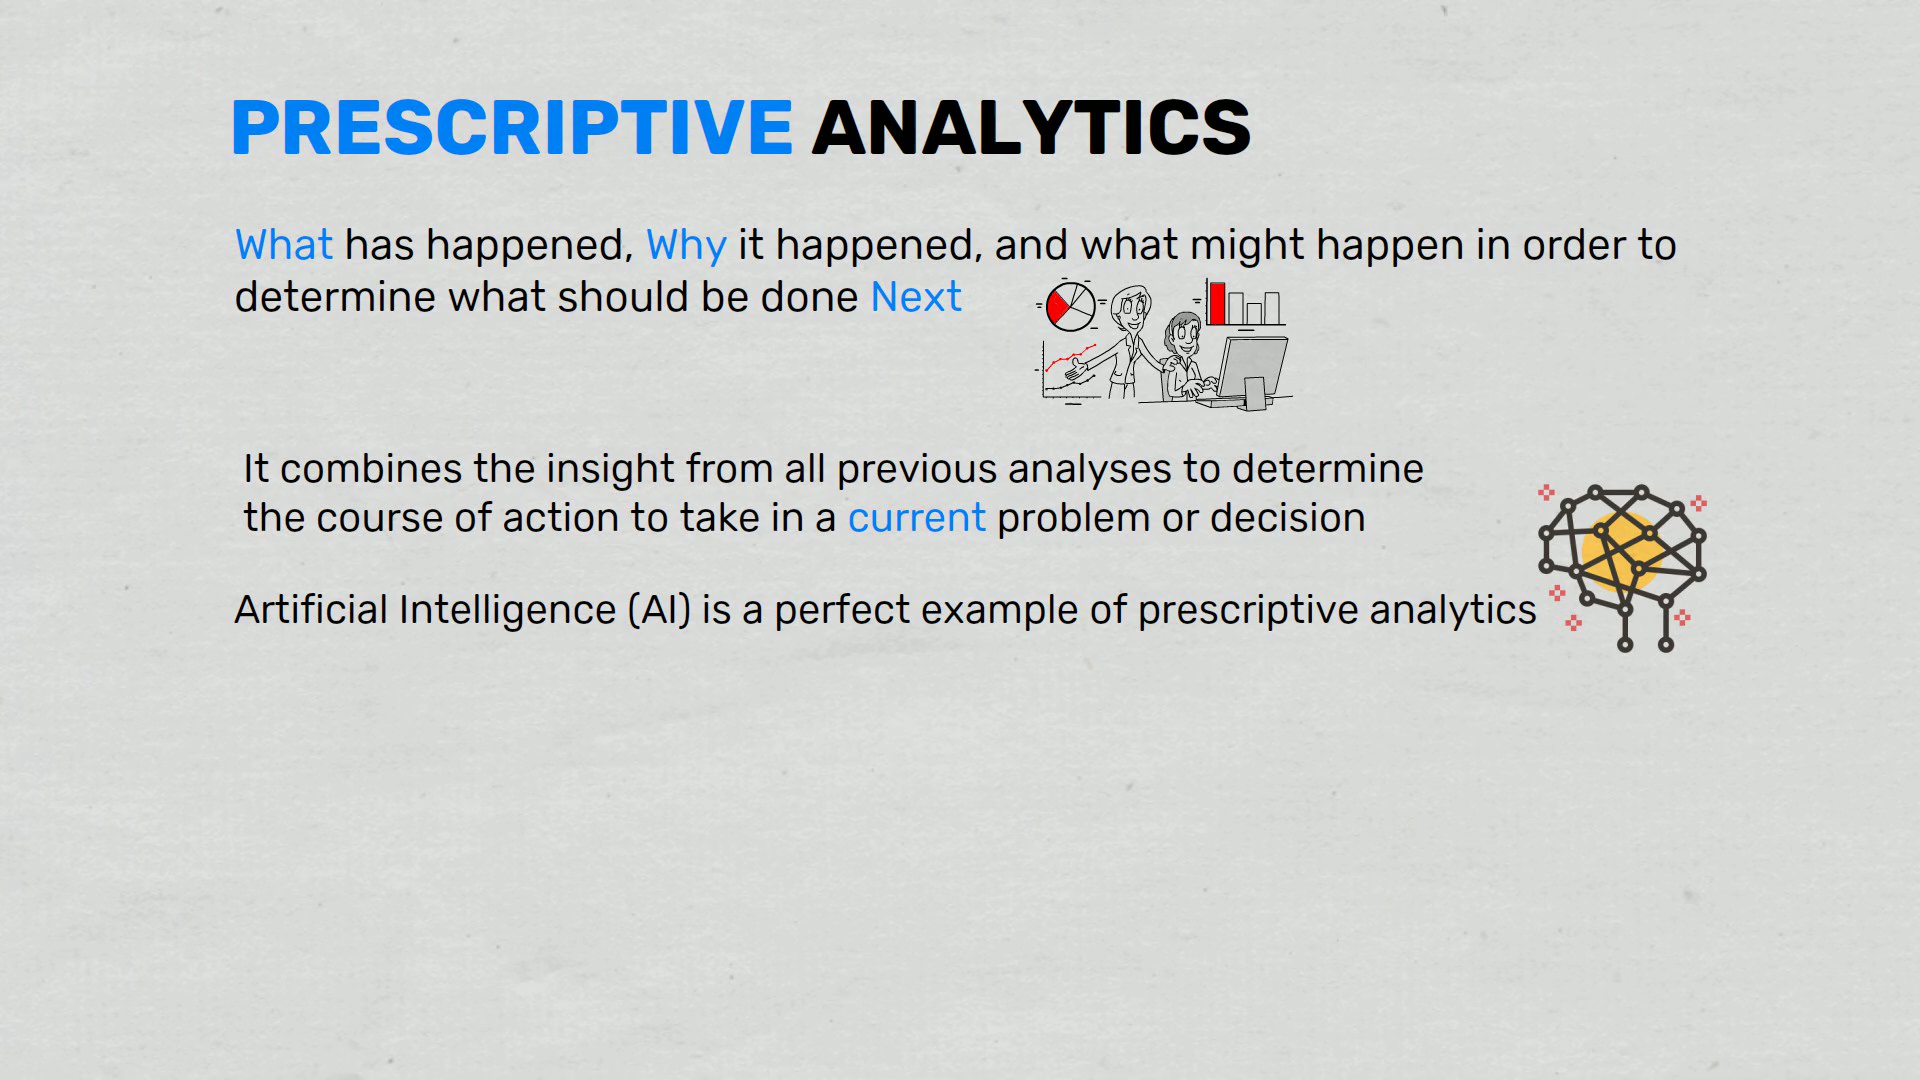 PRESCRIPTIVE ANALYTICS
What has happened, Why it happened, and what might happen in order to
determine what should be done Next
It combines the insight from all previous analyses to determine
the course of action to take in a current problem or decision
Artificial Intelligence (AI) is a perfect example of prescriptive analytics